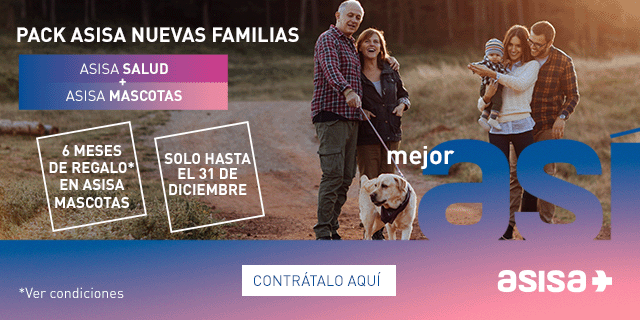 PACK ASISA NUEVAS FAMILIAS
ASISA SALUD
+
ASISA MASCOTAS
6 MESES
DE REGALO*
EN ASISA
MASCOTAS
SOLO HASTA
EL 31 DE
DICIEMBRE
mejor
así
CONTRÁTALO AQUÍ
asisa+
*Ver condiciones